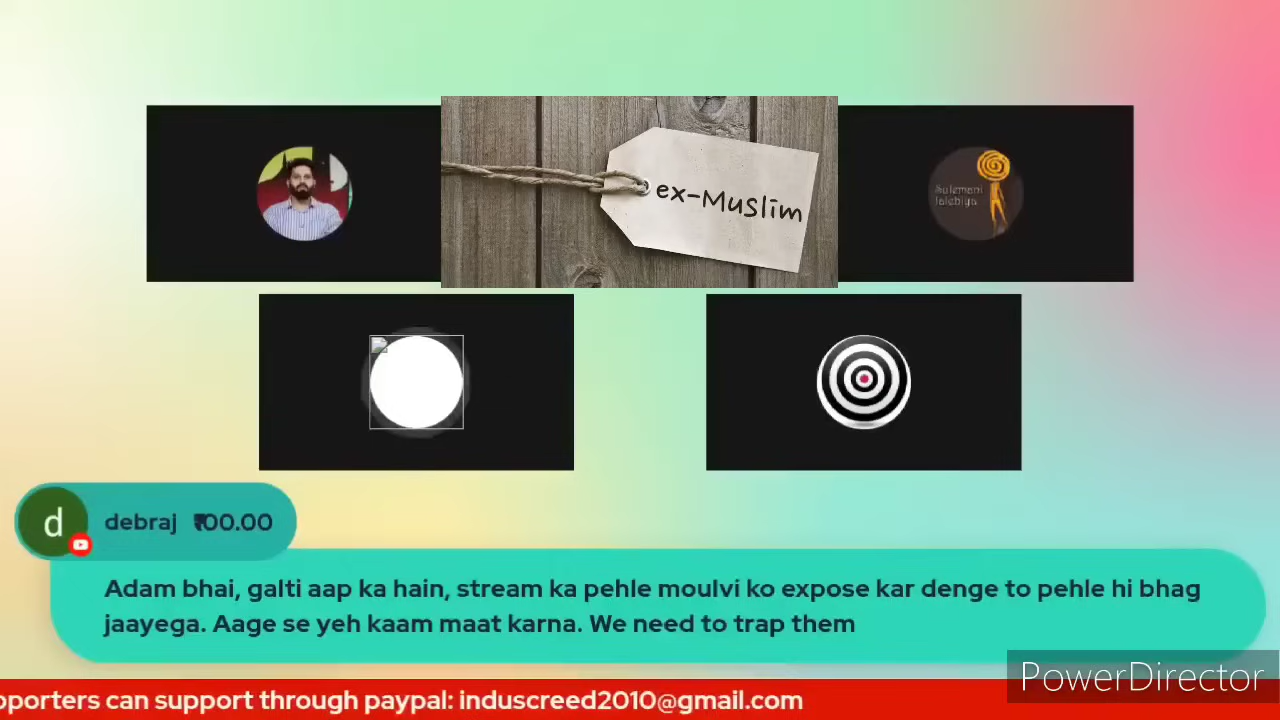 ex-Muslim
Sulemani
d
debraj ₹100.00
Adam bhai, galti aap ka hain, stream ka pehle moulvi ko expose kar denge to pehle hi bhag
jaayega. Aage se yeh kaam maat karna. We need to trap them
pporters can support through paypal: induscreed2010@gmail.com
PowerDirector